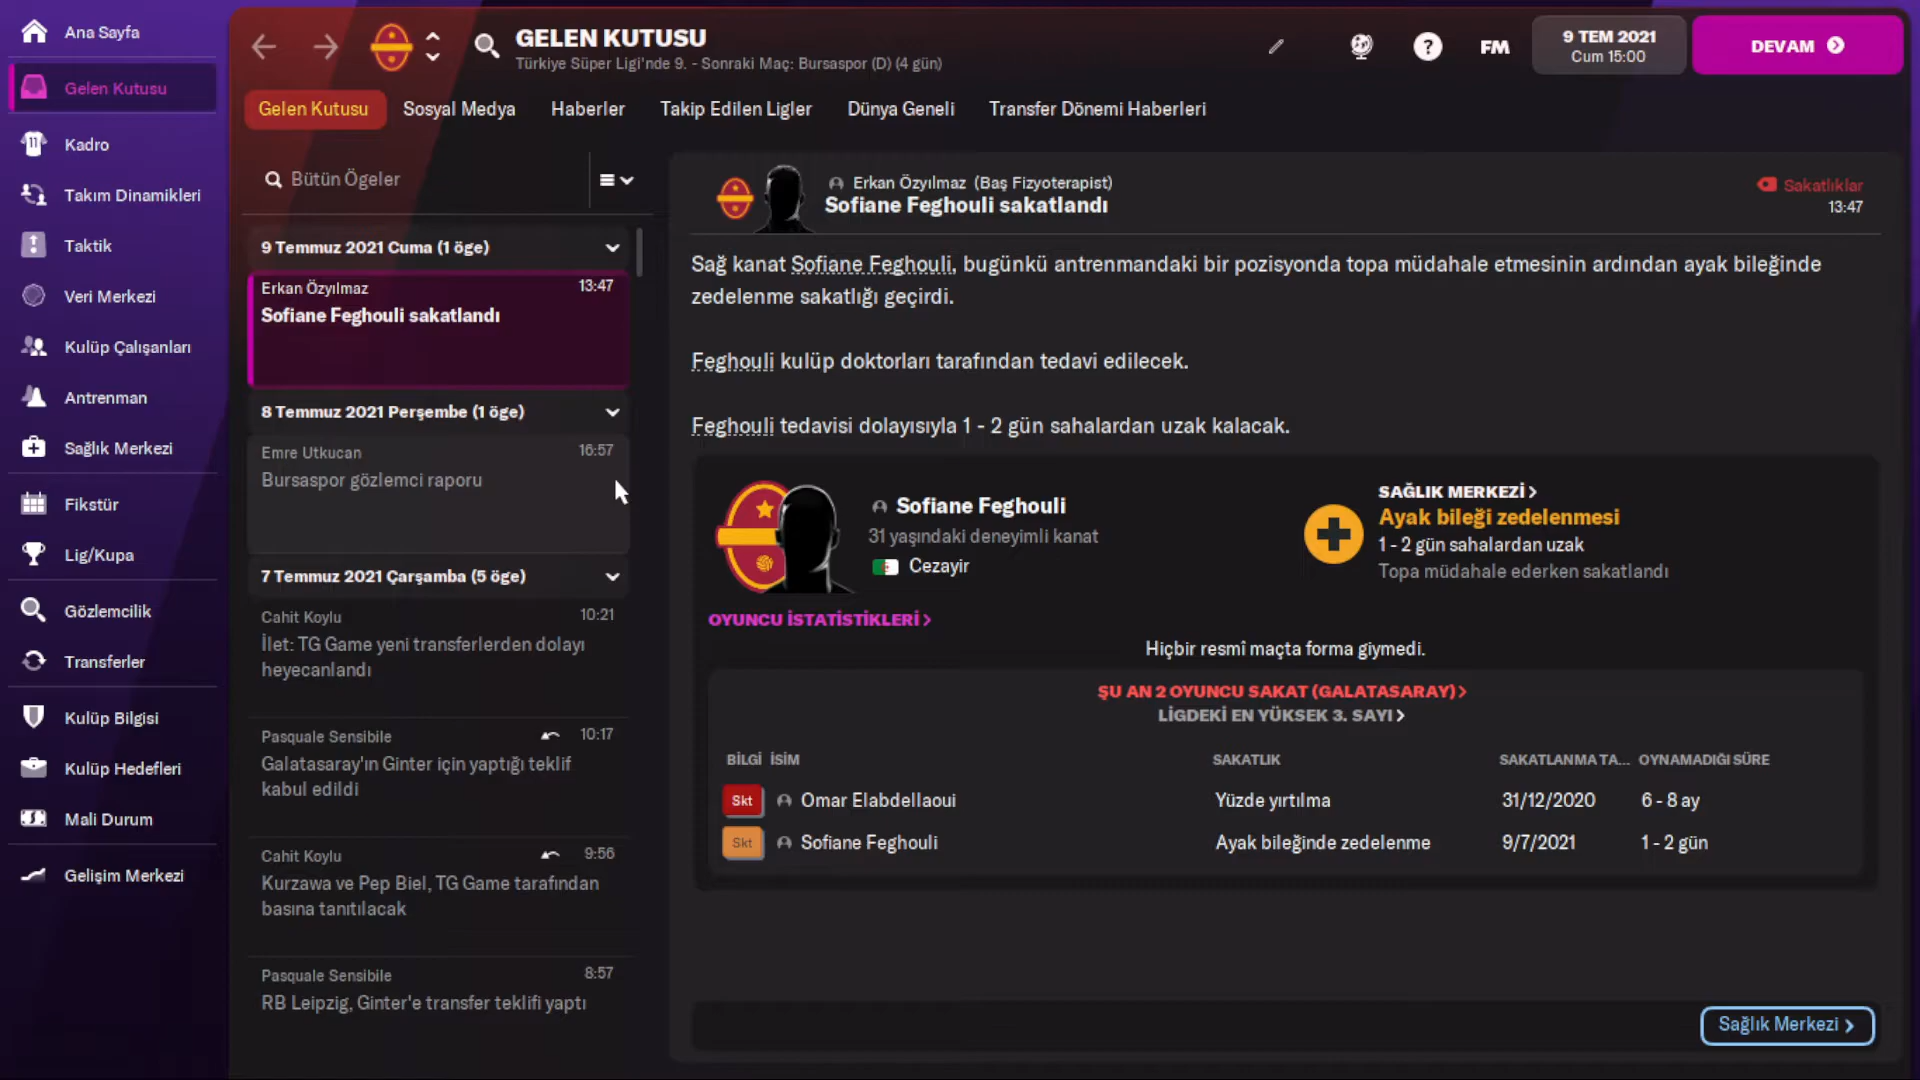 Ana Sayfa
Gelen Kutusu
Kadro
Takım Dinamikleri
Taktik
Veri Merkezi
Kulüp Çalışanları
Antrenman
Sağlık Merkezi
Fikstür
Lig/Kupa
Gözlemcilik
Transferler
Kulüp Bilgisi
Kulüp Hedefleri
Mali Durum
Gelişim Merkezi
GELEN KUTUSU
Türkiye Süper Ligi'nde 9. - Sonraki Maç: Bursaspor (D) (4 gün)
FM
9 TEM 2021
Cum 15:00
DEVAM
Gelen Kutusu Sosyal Medya Haberler Takip Edilen Ligler Dünya Geneli Transfer Dönemi Haberleri
Bütün Ögeler
9 Temmuz 2021 Cuma (1 öge)
Erkan Özyılmaz 13:47
Sofiane Feghouli sakatlandı
8 Temmuz 2021 Perşembe (1 öge)
Emre Utkucan 16:57
Bursaspor gözlemci raporu
7 Temmuz 2021 Çarşamba (5 öge)
Cahit Koylu 10:21
İlet: TG Game yeni transferlerden dolayı
heyecanlandı
Pasquale Sensibile 10:17
Galatasaray'ın Ginter için yaptığı teklif
kabul edildi
Cahit Koylu 9:56
Kurzawa ve Pep Biel, TG Game tarafından
basına tanıtılacak
Pasquale Sensibile 8:57
RB Leipzig, Ginter'e transfer teklifi yaptı
Erkan Özyılmaz (Baş Fizyoterapist)
Sofiane Feghouli sakatlandı
Sakatlıklar
13:47
Sağ kanat Sofiane Feghouli, bugünkü antrenmandaki bir pozisyonda topa müdahale etmesinin ardından ayak bileğinde
zedelenme sakatlığı geçirdi.
Feghouli kulüp doktorları tarafından tedavi edilecek.
Feghouli tedavisi dolayısıyla 1 - 2 gün sahalardan uzak kalacak.
Sofiane Feghouli
31 yaşındaki deneyimli kanat
Cezayir
SAĞLIK MERKEZİ
Ayak bileği zedelenmesi
1 - 2 gün sahalardan uzak
Topa müdahale ederken sakatlandı
OYUNCU İSTATİSTİKLERİ
Hiçbir resmî maçta forma giymedi.
ŞU AN 2 OYUNCU SAKAT (GALATASARAY)
LİGDEKİ EN YÜKSEK 3. SAYI
BİLGİ İSİM SAKATLIK SAKATLANMA TA... OYNAMADIĞI SÜRE
Skt Omar Elabdellaoui Yüzde yırtılma 31/12/2020 6 - 8 ay
Skt Sofiane Feghouli Ayak bileğinde zedelenme 9/7/2021 1 - 2 gün
Sağlık Merkezi